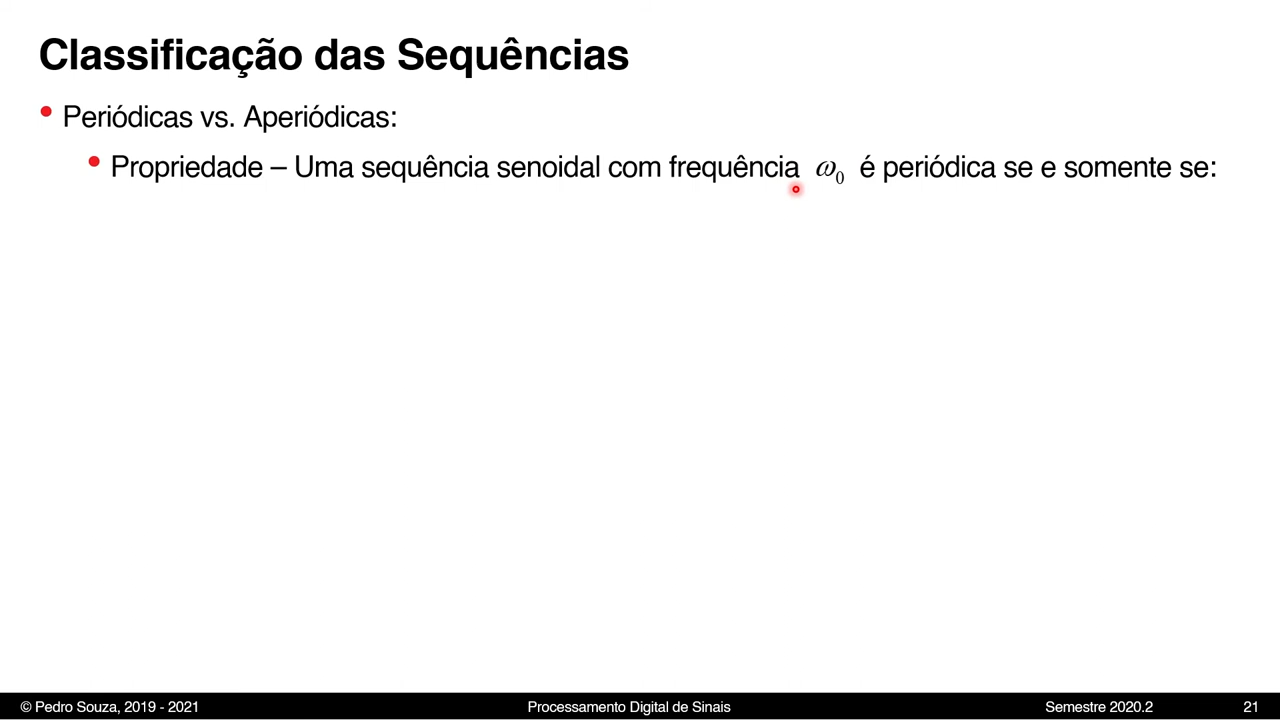 Classificação das Sequências
• Periódicas vs. Aperiódicas:
• Propriedade – Uma sequência senoidal com frequência ω₀ é periódica se e somente se:
© Pedro Souza, 2019 - 2021 Processamento Digital de Sinais Semestre 2020.2 21